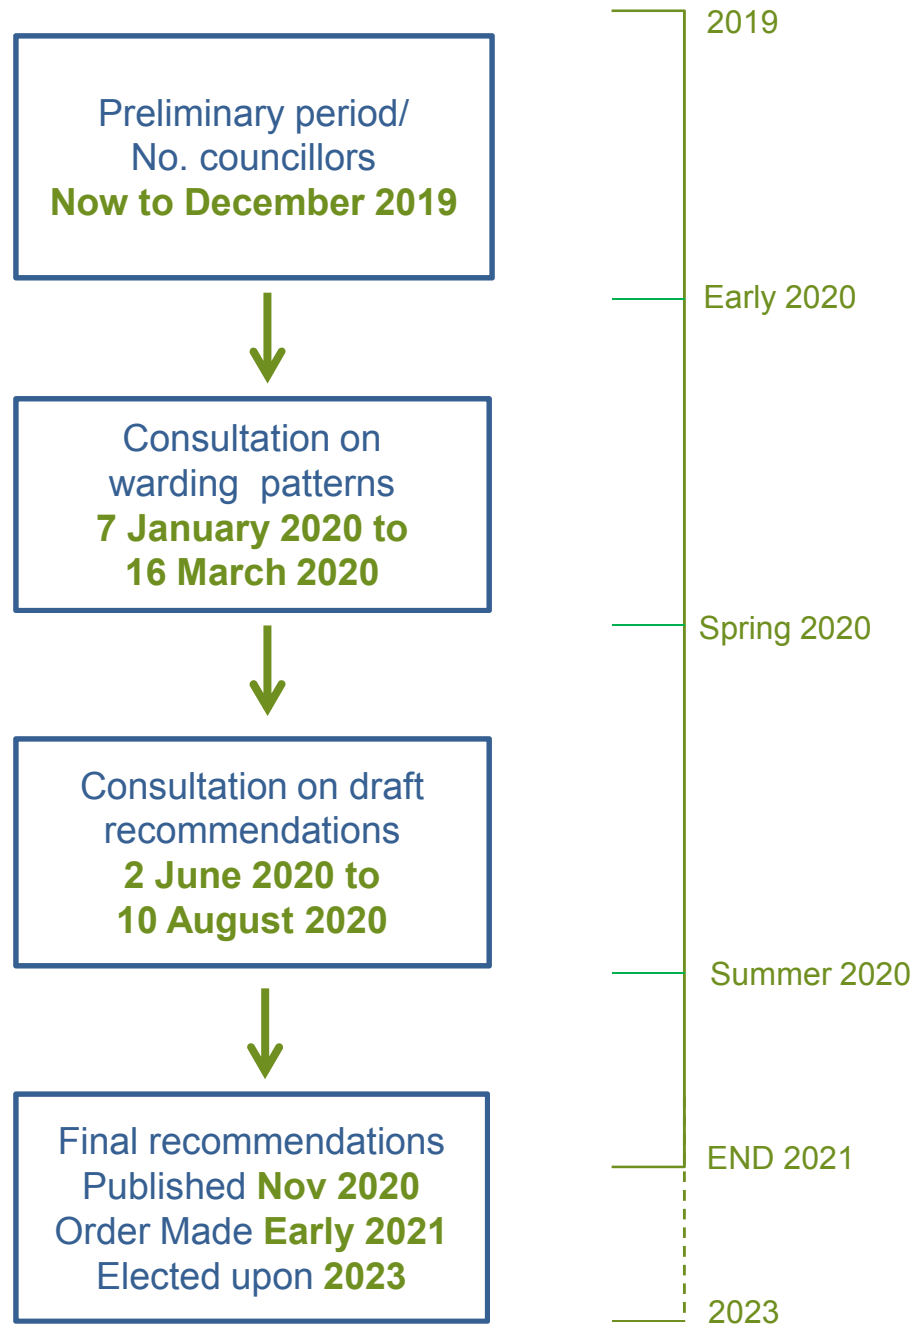 Preliminary period/
No. councillors
Now to December 2019
Consultation on
warding patterns
7 January 2020 to
16 March 2020
Consultation on draft
recommendations
2 June 2020 to
10 August 2020
Final recommendations
Published Nov 2020
Order Made Early 2021
Elected upon 2023
2019
Early 2020
Spring 2020
Summer 2020
END 2021
2023